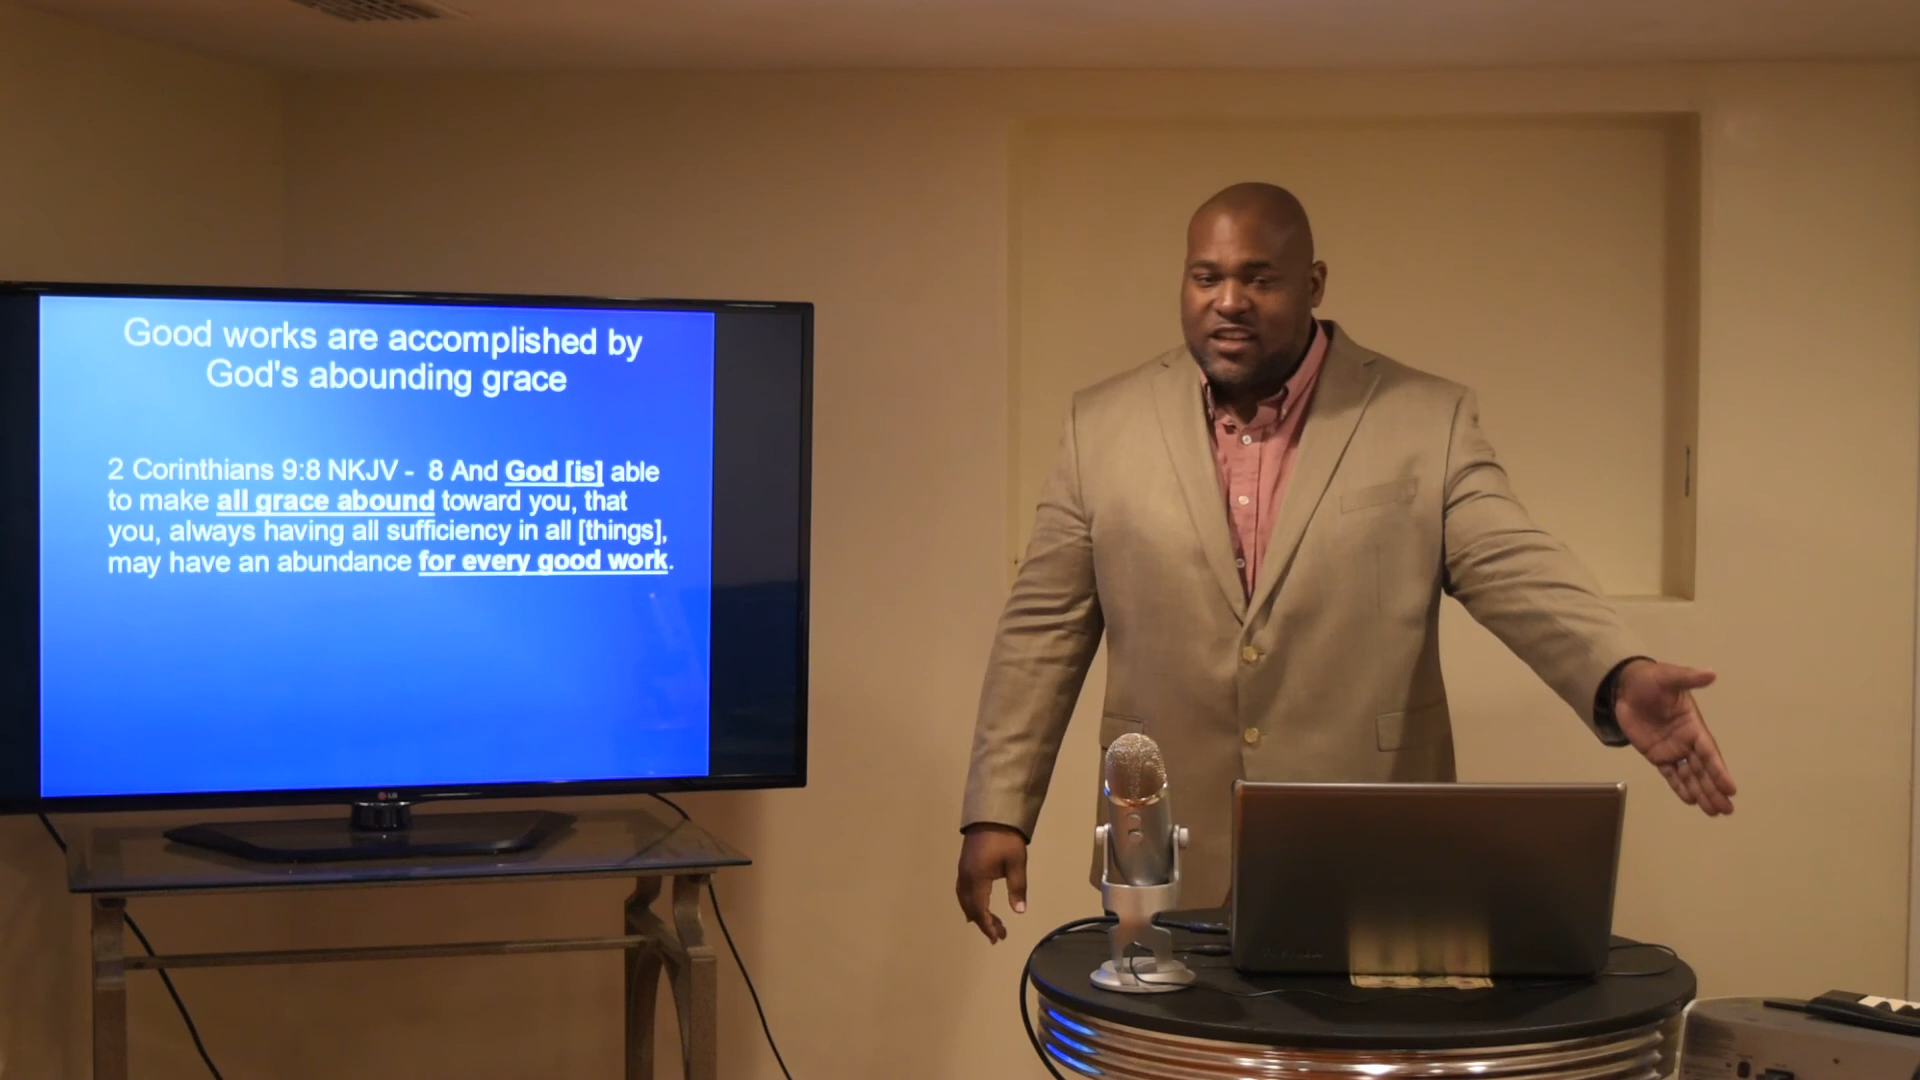 Good works are accomplished by
God's abounding grace
2 Corinthians 9:8 NKJV - 8 And God [is] able
to make all grace abound toward you, that
you, always having all sufficiency in all [things],
may have an abundance for every good work.
LG